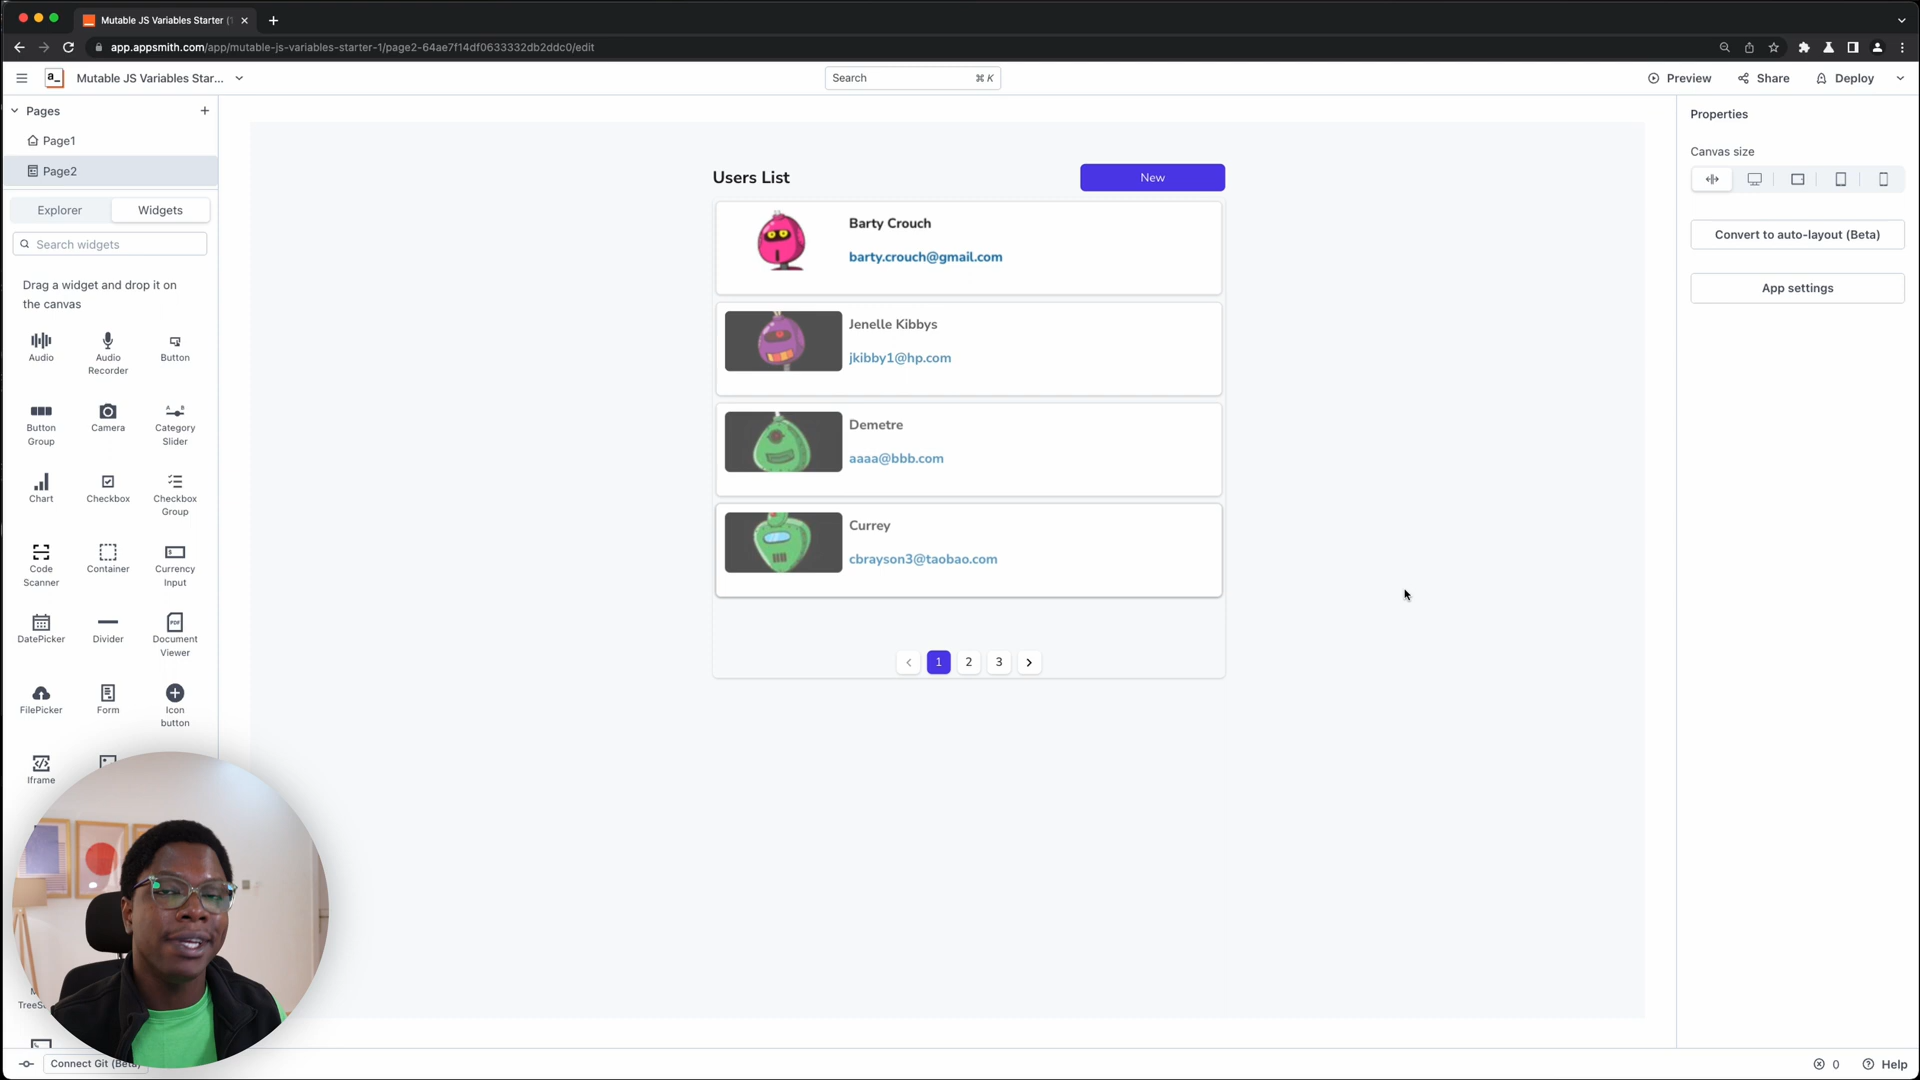 Mutable JS Variables Starter (1
app.appsmith.com/app/mutable-js-variables-starter-1/page2-64ae7f14df0633332db2ddc0/edit
a_
Mutable JS Variables Star...
Search
⌘ K
Preview
Share
Deploy
Pages
Page1
Page2
Explorer
Widgets
Search widgets
Drag a widget and drop it on
the canvas
Audio
Audio
Recorder
Button
Button
Group
Camera
Category
Slider
Chart
Checkbox
Checkbox
Group
Code
Scanner
Container
Currency
Input
DatePicker
Divider
Document
Viewer
FilePicker
Form
Icon
button
Iframe
Connect Git (Beta)
Users List
New
Barty Crouch
barty.crouch@gmail.com
Jenelle Kibbys
jkibby1@hp.com
Demetre
aaaa@bbb.com
Currey
cbrayson3@taobao.com
1
2
3
Properties
Canvas size
Convert to auto-layout (Beta)
App settings
0
Help